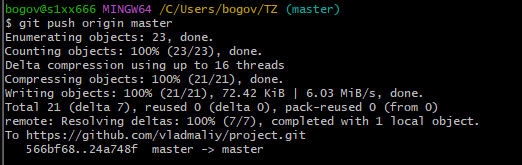 bogov@s1xx666 MINGW64 /C/Users/bogov/TZ (master)
$ git push origin master
Enumerating objects: 23, done.
Counting objects: 100% (23/23), done.
Delta compression using up to 16 threads
Compressing objects: 100% (21/21), done.
Writing objects: 100% (21/21), 72.42 KiB | 6.03 MiB/s, done.
Total 21 (delta 7), reused 0 (delta 0), pack-reused 0 (from 0)
remote: Resolving deltas: 100% (7/7), completed with 1 local object.
To https://github.com/vladmaliy/project.git
   566bf68..24a748f  master -> master